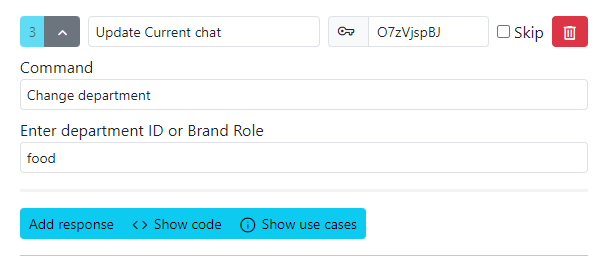 3 Update Current chat O7zVjspBJ Skip
Command
Change department
Enter department ID or Brand Role
food
Add response <> Show code Show use cases